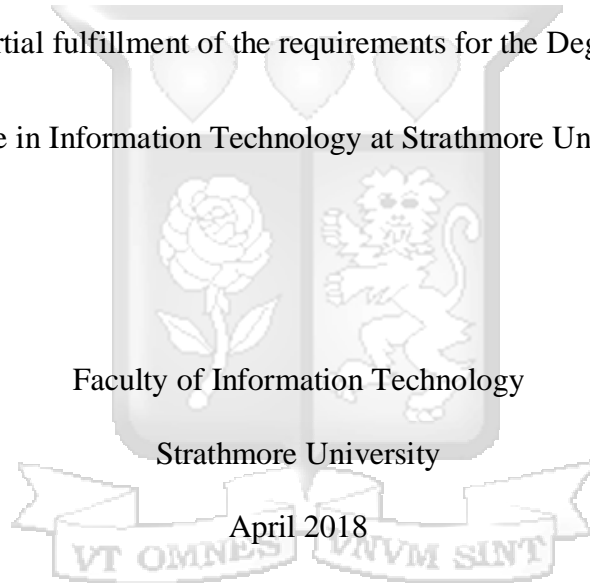 rtial fulfillment of the requirements for the Deg
e in Information Technology at Strathmore Un
Faculty of Information Technology
Strathmore University
April 2018
VT OMNES VNVM SINT